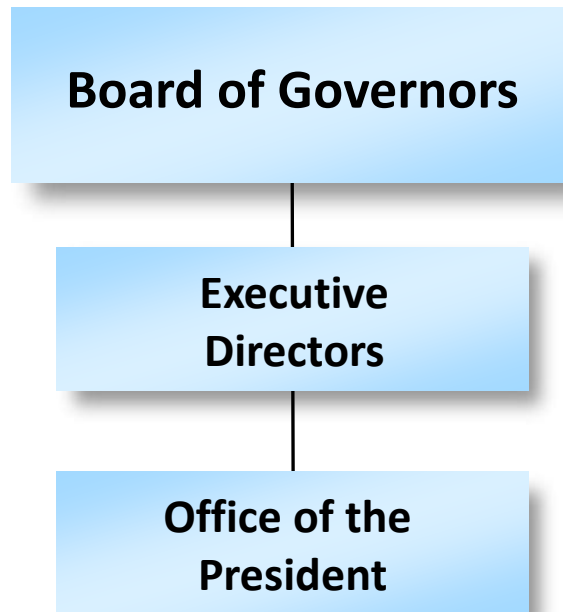 Board of Governors
Executive
Directors
Office of the
President